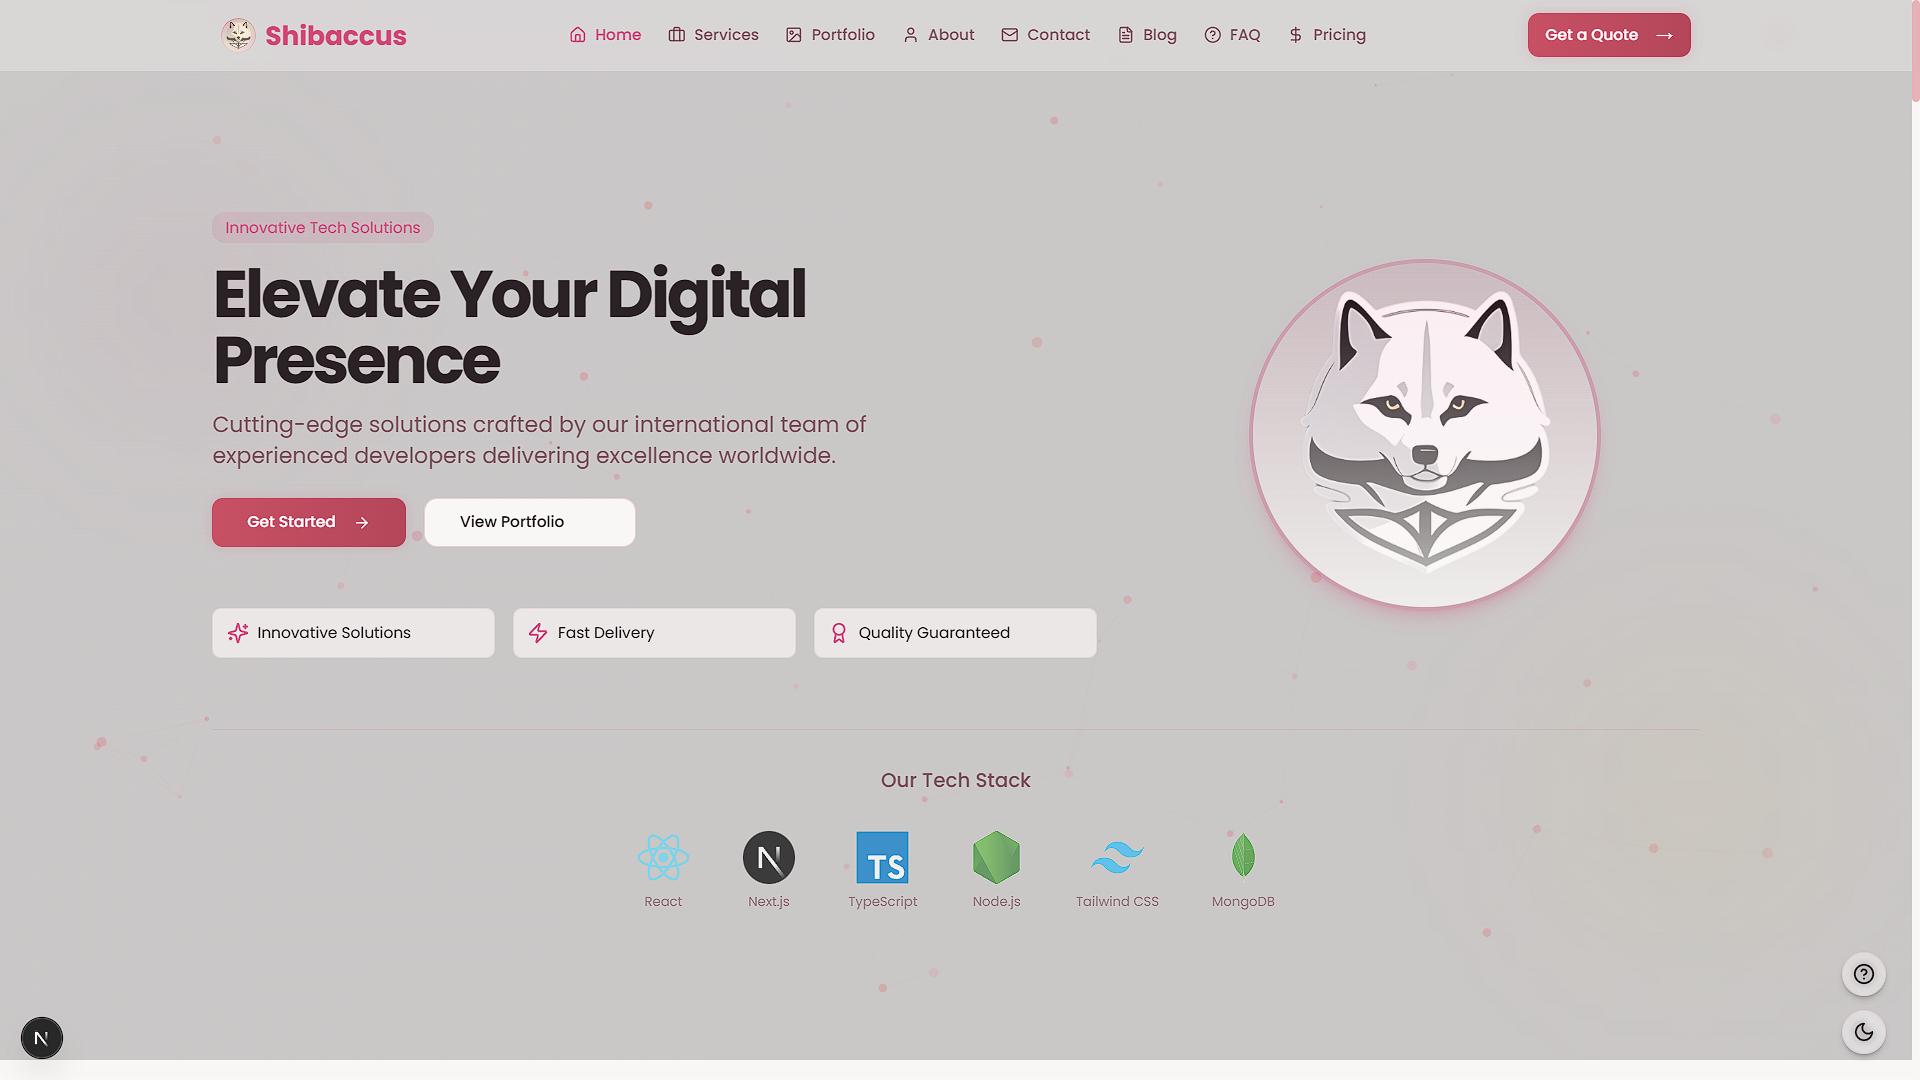 Shibaccus
Home
Services
Portfolio
About
Contact
Blog
FAQ
Pricing
Get a Quote →
Innovative Tech Solutions
Elevate Your Digital
Presence
Cutting-edge solutions crafted by our international team of
experienced developers delivering excellence worldwide.
Get Started →
View Portfolio
Innovative Solutions
Fast Delivery
Quality Guaranteed
Our Tech Stack
N
TS
React
Next.js
TypeScript
Node.js
Tailwind CSS
MongoDB
N